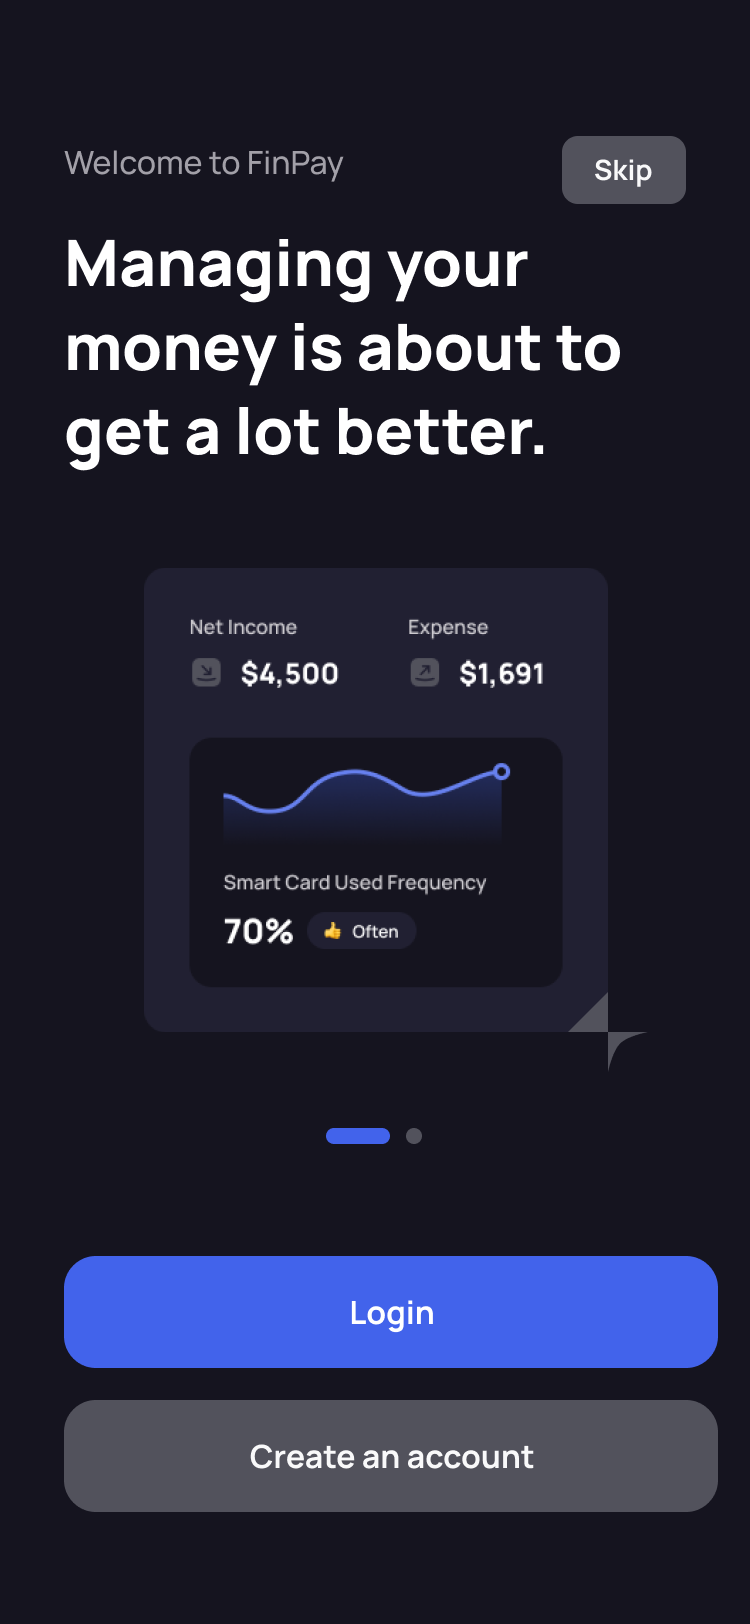 Welcome to FinPay
Skip
Managing your
money is about to
get a lot better.
Net Income
Expense
$4,500
$1,691
Smart Card Used Frequency
70%
👍 Often
Login
Create an account